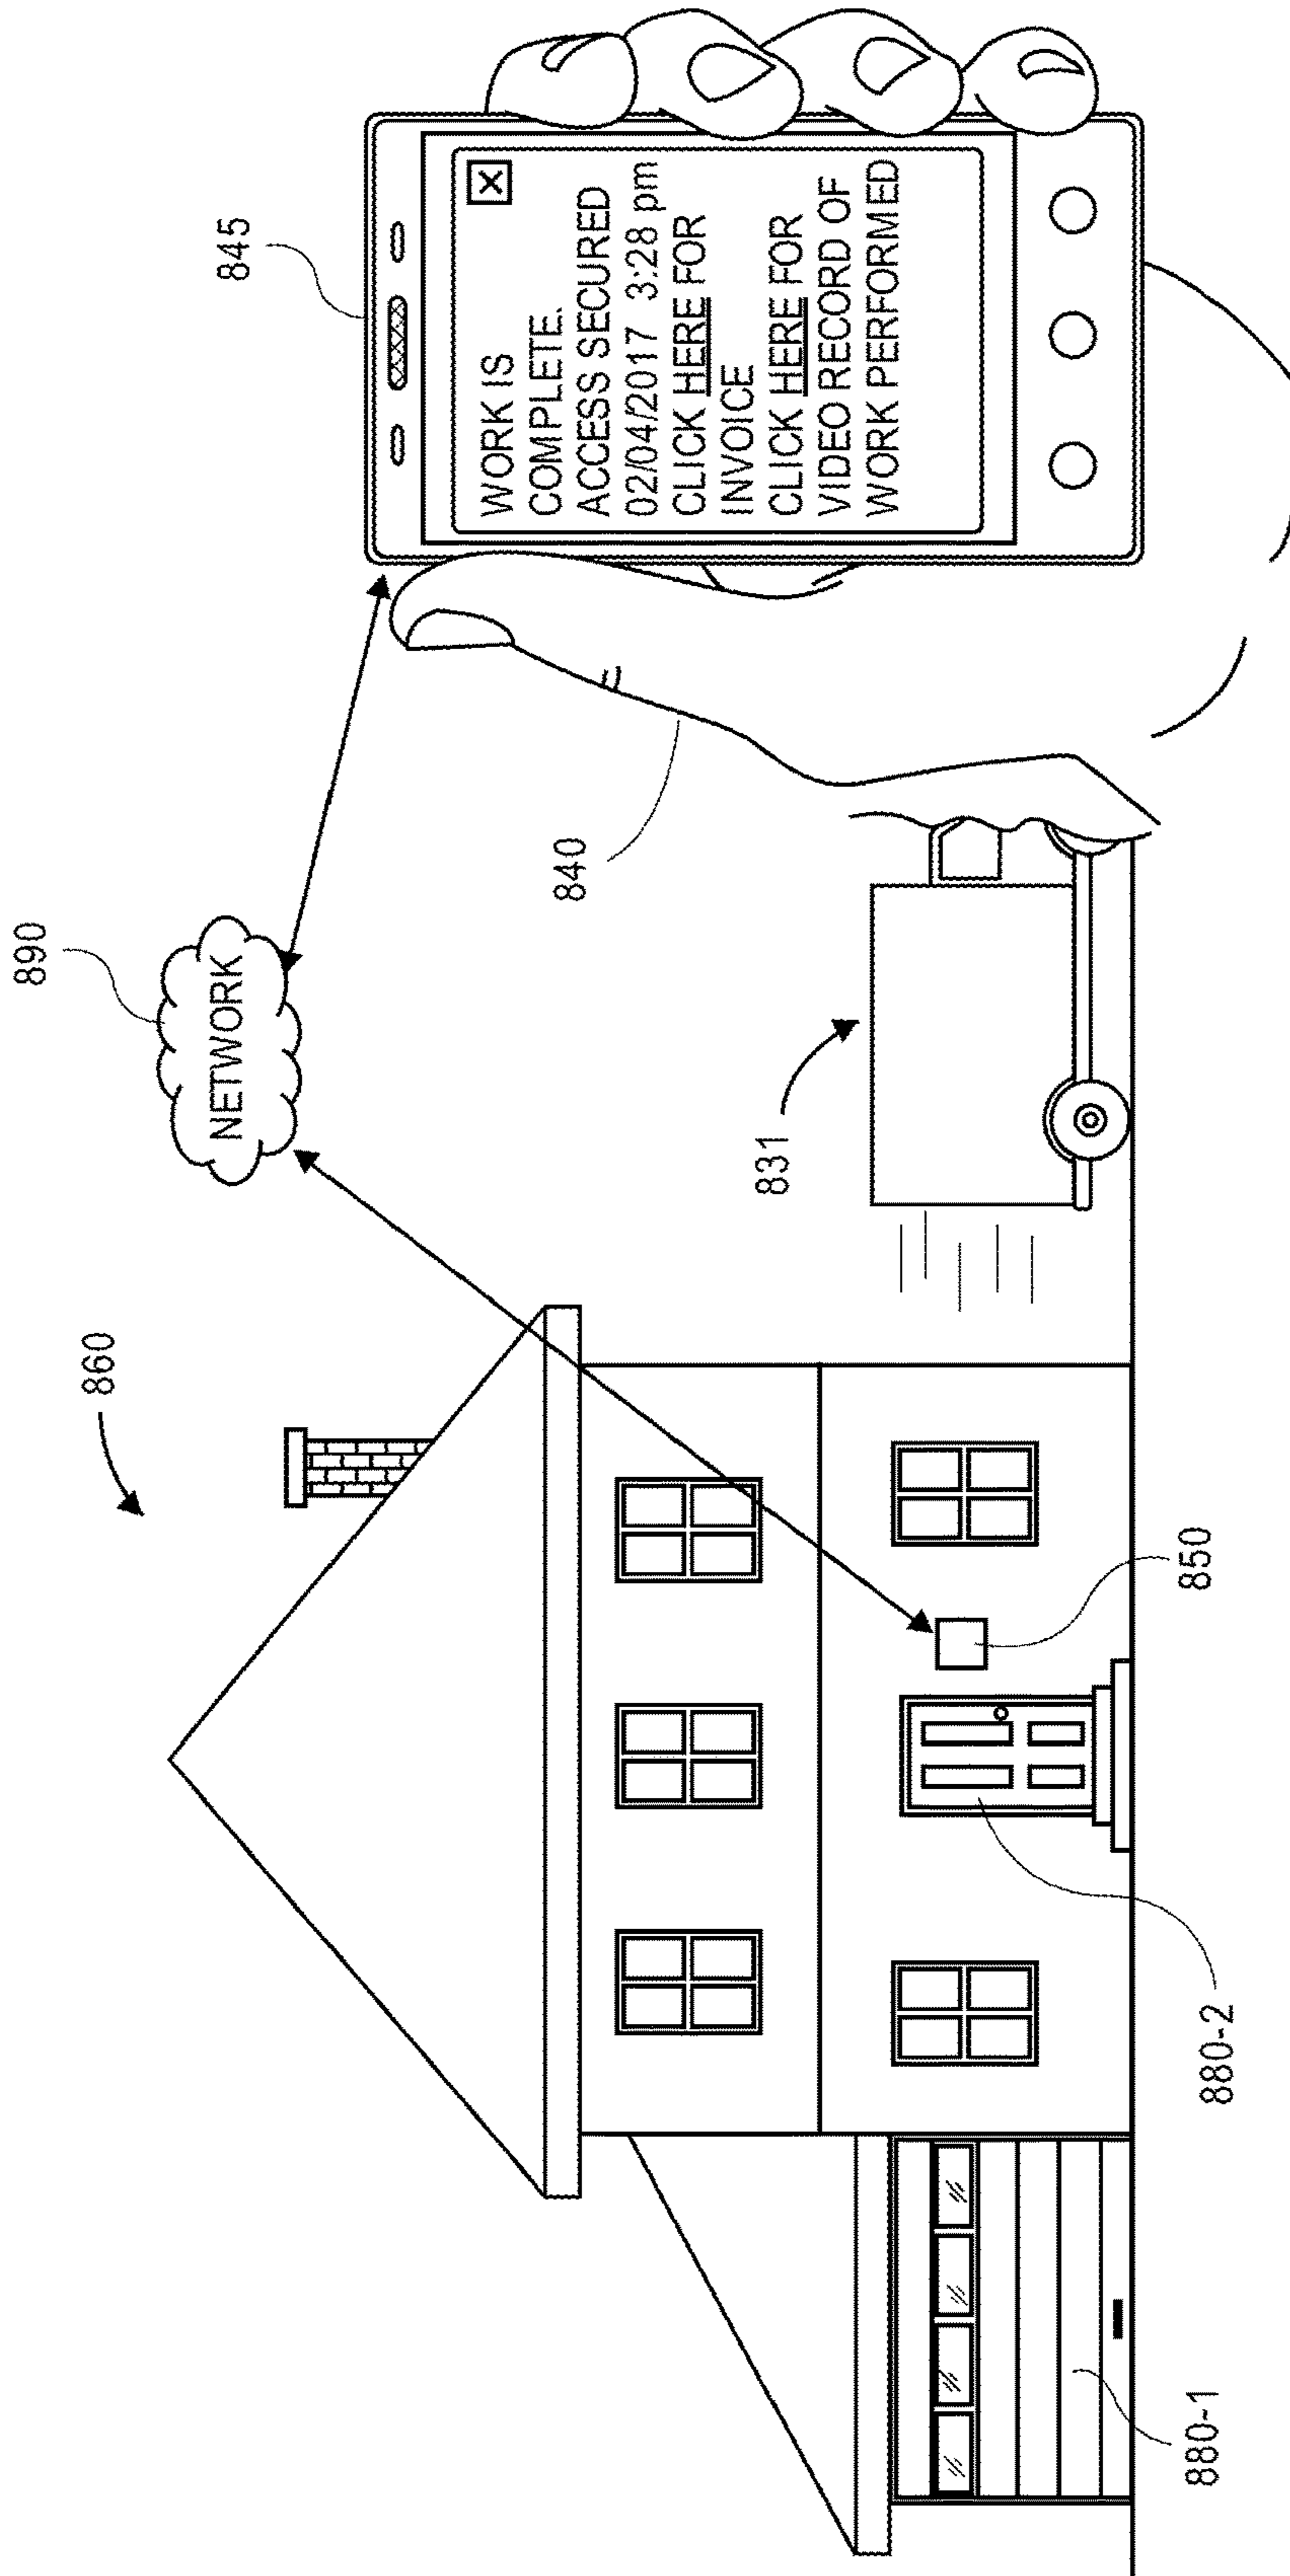 860
890
NETWORK
845
WORK IS
COMPLETE.
ACCESS SECURED
02/04/2017 3:28 pm
CLICK HERE FOR
INVOICE
CLICK HERE FOR
VIDEO RECORD OF
WORK PERFORMED
X
840
831
850
880-2
880-1